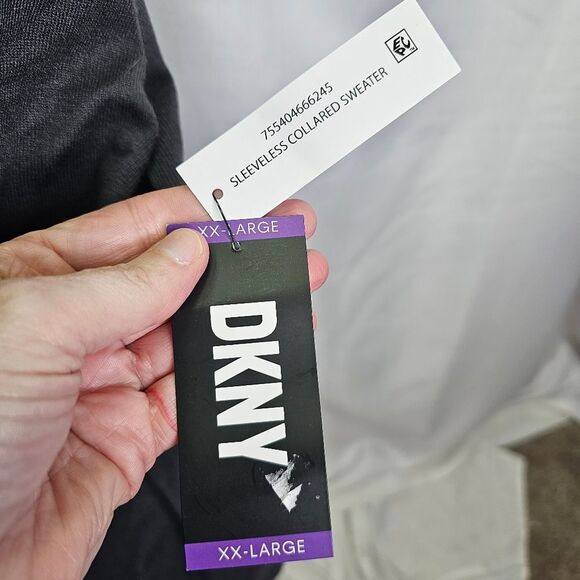 755404666245
SLEEVELESS COLLARED SWEATER
XX-LARGE
DKNY
XX-LARGE